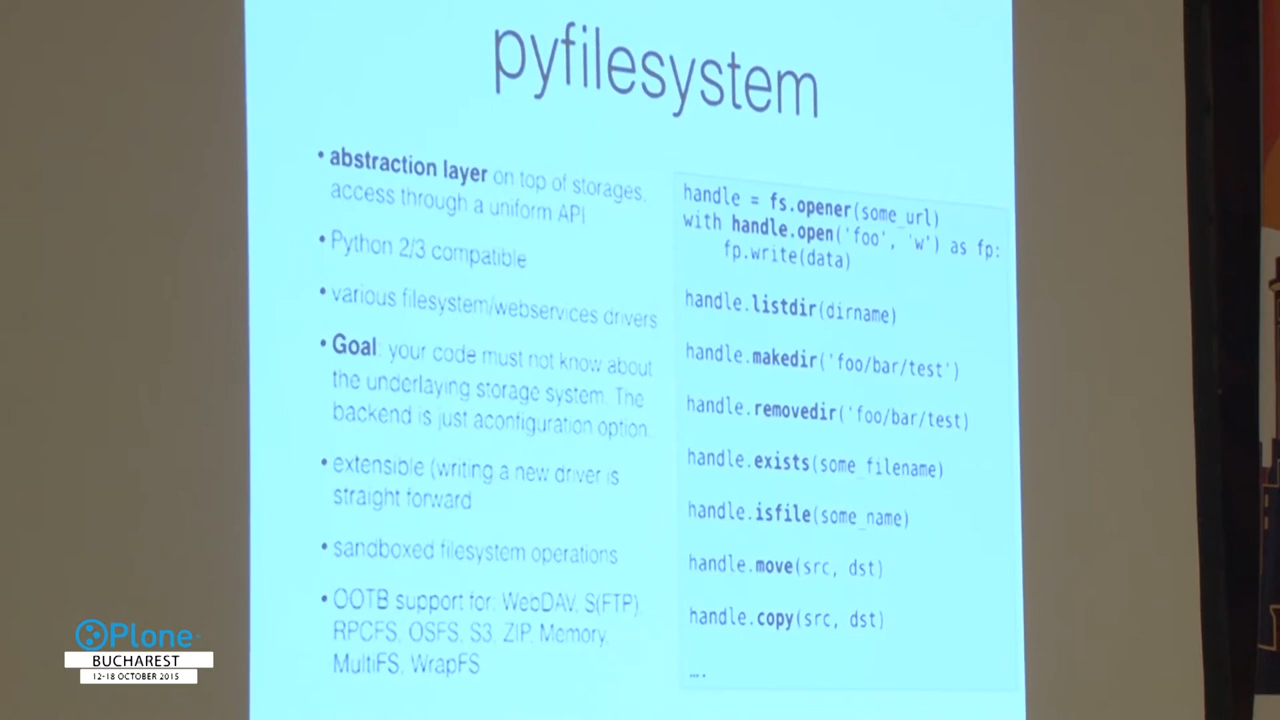 pyfilesystem
• abstraction layer on top of storages,
access through a uniform API
• Python 2/3 compatible
• various filesystem/webservices drivers
• Goal: your code must not know about
the underlaying storage system. The
backend is just aconfiguration option.
• extensible (writing a new driver is
straight forward
• sandboxed filesystem operations
• OOTB support for: WebDAV, S(FTP)
RPCFS, OSFS, S3, ZIP, Memory,
MultiFS, WrapFS
handle = fs.opener(some_url)
with handle.open('foo', 'w') as fp:
fp.write(data)
handle.listdir(dirname)
handle.makedir('foo/bar/test')
handle.removedir('foo/bar/test)
handle.exists(some_filename)
handle.isfile(some_name)
handle.move(src, dst)
handle.copy(src, dst)
....
Plone
BUCHAREST
12-18 OCTOBER 2015